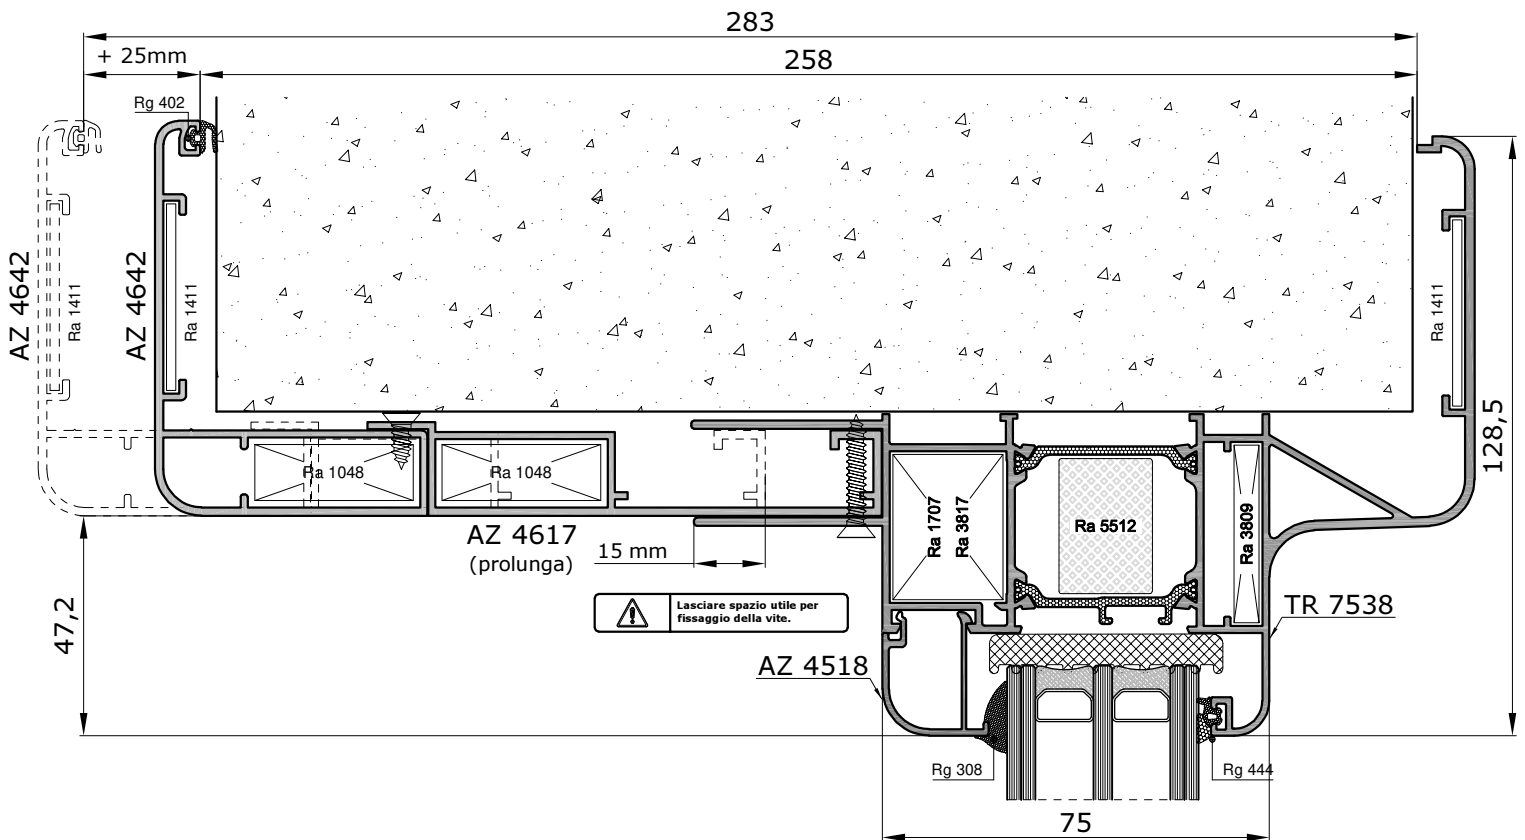 283
+ 25mm
258
Rg 402
AZ 4642
Ra 1411
AZ 4642
Ra 1411
Ra 1411
128,5
Ra 1048
Ra 1048
AZ 4617
(prolunga)
15 mm
Ra 1707
Ra 3817
Ra 5512
Ra 3809
Lasciare spazio utile per
fissaggio della vite.
47,2
TR 7538
AZ 4518
Rg 308
Rg 444
75